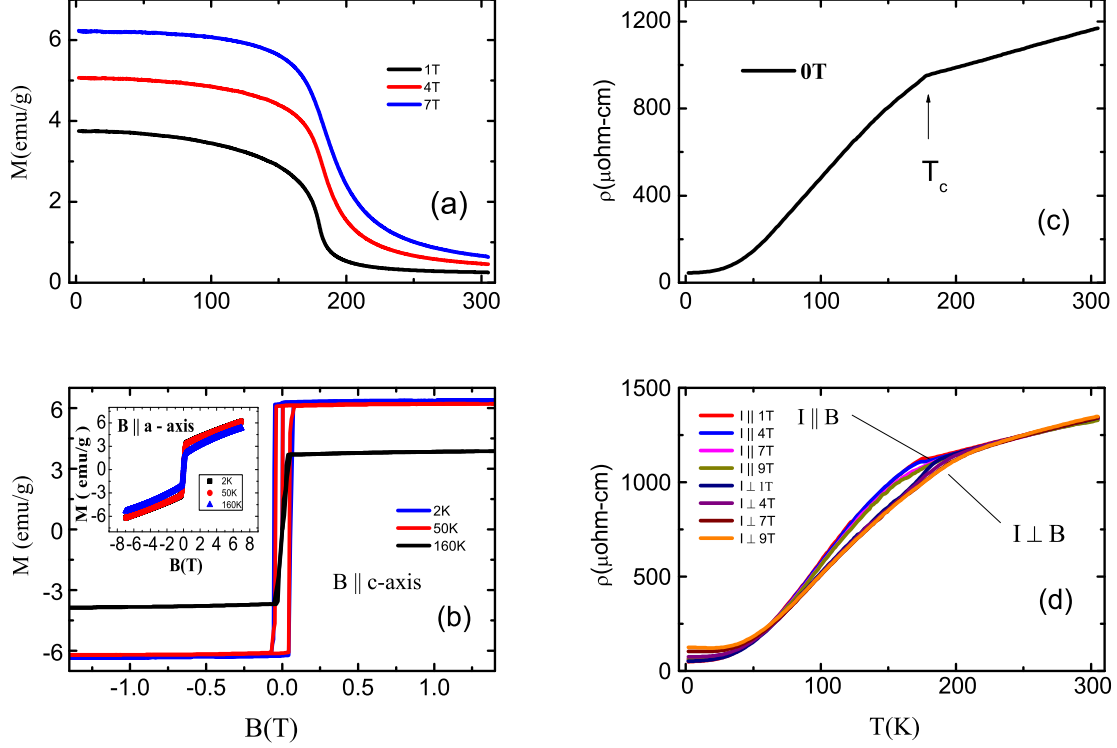 6
4
2
0
M(emu/g)
1T
4T
7T
(a)
0 100 200 300
1200
800
400
0
ρ(μohm-cm)
0T
T c
(c)
0 100 200 300
6
3
0
-3
-6
M (emu/g)
B || a - axis
6
3
0
-3
-6
M ( emu/g )
2K
50K
160K
-8 -6 -4 -2 0 2 4 6 8
B(T)
2K
50K
160K
B || c-axis
(b)
-1.0 -0.5 0.0 0.5 1.0
B(T)
1500
1000
500
0
ρ(μohm-cm)
I || 1T
I || 4T
I || 7T
I || 9T
I ⊥ 1T
I ⊥ 4T
I ⊥ 7T
I ⊥ 9T
I || B
I ⊥ B
(d)
0 100 200 300
T(K)